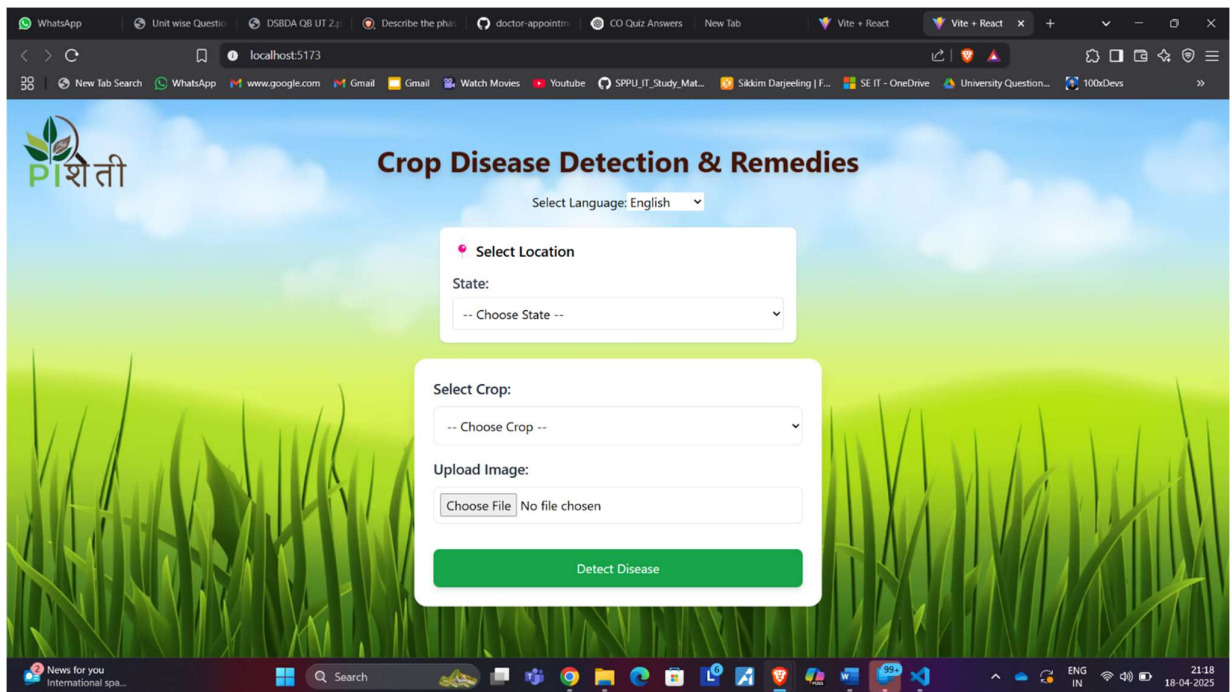 WhatsApp
Unit wise Questio
DSBDA QB UT 2.p
Describe the pha
doctor-appointm
CO Quiz Answers
New Tab
Vite + React
Vite + React
localhost:5173
New Tab Search
WhatsApp
www.google.com
Gmail
Gmail
Watch Movies
Youtube
SPPU_IT_Study_Mat...
Sikkim Darjeeling | F...
SE IT - OneDrive
University Question...
100xDevs
PIशेती
Crop Disease Detection & Remedies
Select Language: English
Select Location
State:
-- Choose State --
Select Crop:
-- Choose Crop --
Upload Image:
Choose File No file chosen
Detect Disease
2
News for you
International spa...
Search
6
99+
ENG
IN
21:18
18-04-2025